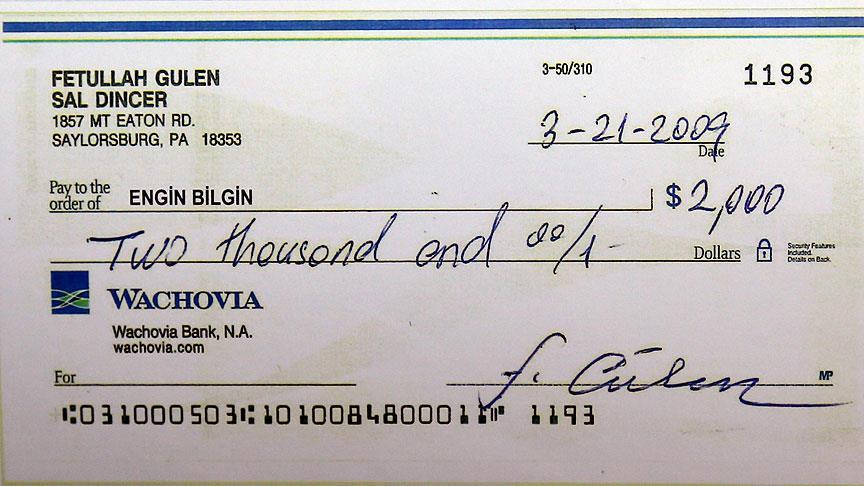 FETULLAH GULEN
SAL DINCER
1857 MT EATON RD.
SAYLORSBURG, PA 18353
3-50/310
1193
3-21-2009
Date
Pay to the
order of ENGİN BİLGİN $2,000
Two thousand and 00/1-
Dollars
Security Features
Included.
Details on Back.
WACHOVIA
Wachovia Bank, N.A.
wachovia.com
For
f. Gülen
MP
⑆031000503⑆1010084800011⑈ 1193